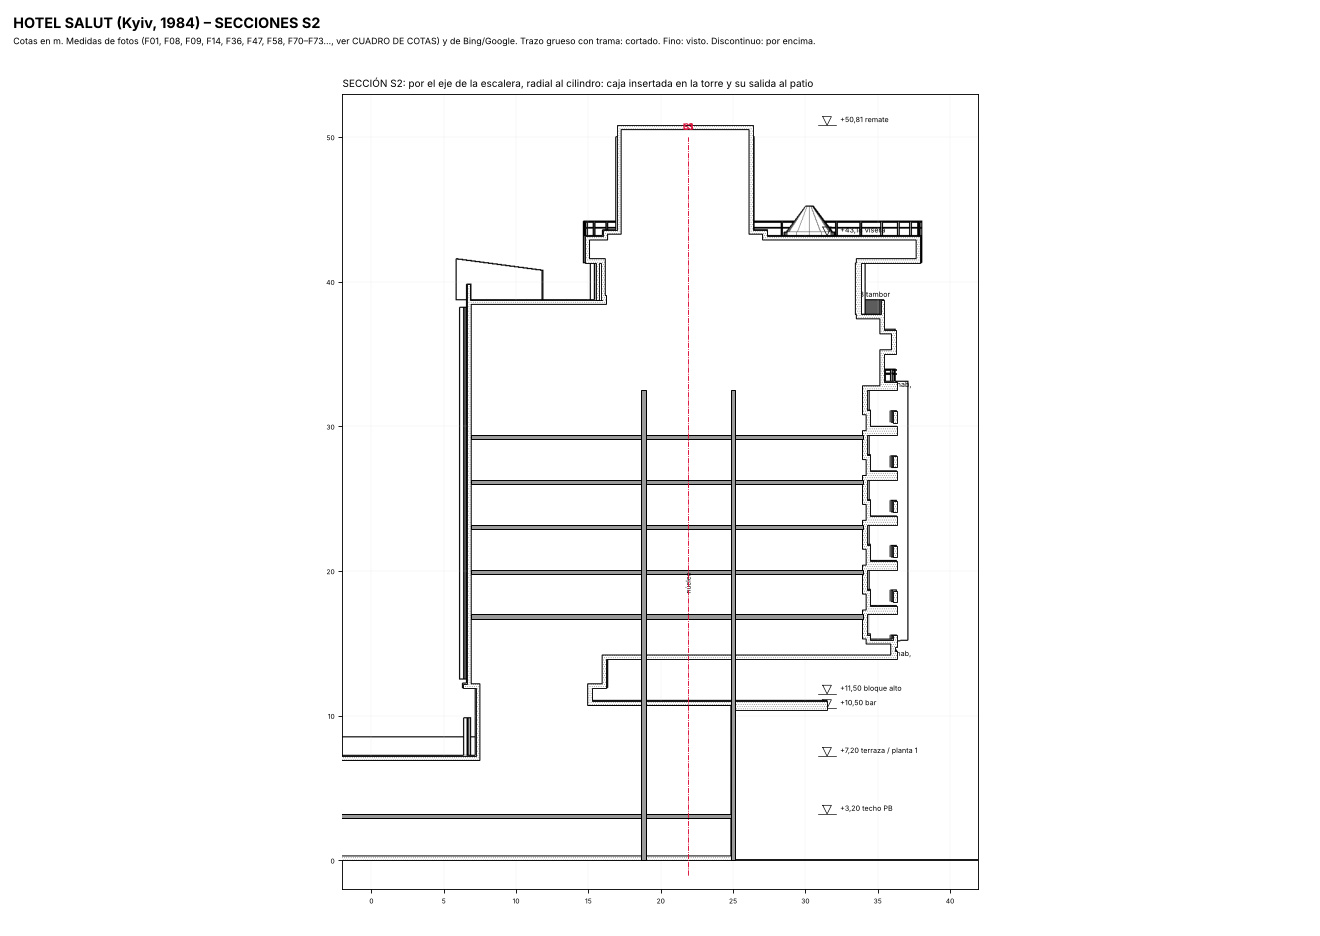 HOTEL SALUT (Kyiv, 1984) – SECCIONES S2
Cotas en m. Medidas de fotos (F01, F08, F09, F14, F36, F47, F58, F70–F73..., ver CUADRO DE COTAS) y de Bing/Google. Trazo grueso con trama: cortado. Fino: visto. Discontinuo: por encima.
SECCIÓN S2: por el eje de la escalera, radial al cilindro: caja insertada en la torre y su salida al patio
+50,81 remate
50
40
tambor
hab,
30
20
núcleo
hab,
+11,50 bloque alto
+10,50 bar
10
+7,20 terraza / planta 1
+3,20 techo PB
0
0 5 10 15 20 25 30 35 40